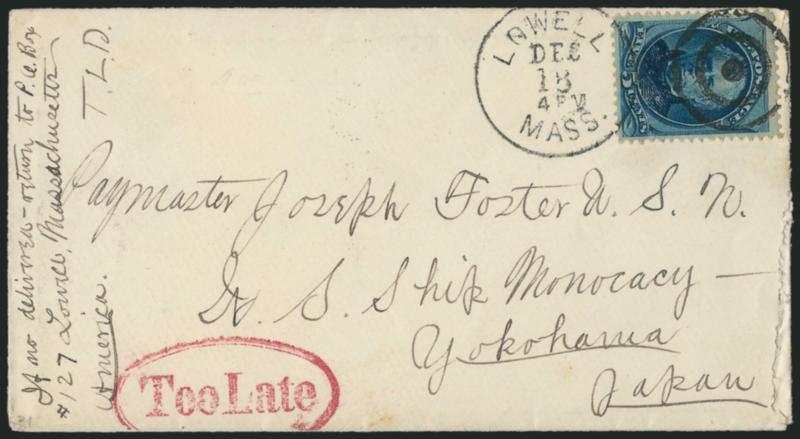 If no delivered - return to P.O. Box
#127 Lowell, Massachusetts
America. T.L.D.
LOWELL
DEC
18
4 PM
MASS.
Paymaster Joseph Foster U.S.N.
U.S. Ship Monocacy -
Yokohama
Japan
Too Late